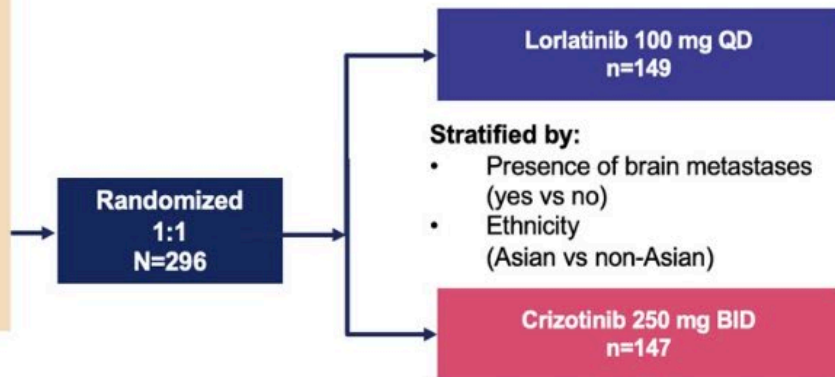 Lorlatinib 100 mg QD
n=149
Stratified by:
• Presence of brain metastases
(yes vs no)
• Ethnicity
(Asian vs non-Asian)
Randomized
1:1
N=296
Crizotinib 250 mg BID
n=147